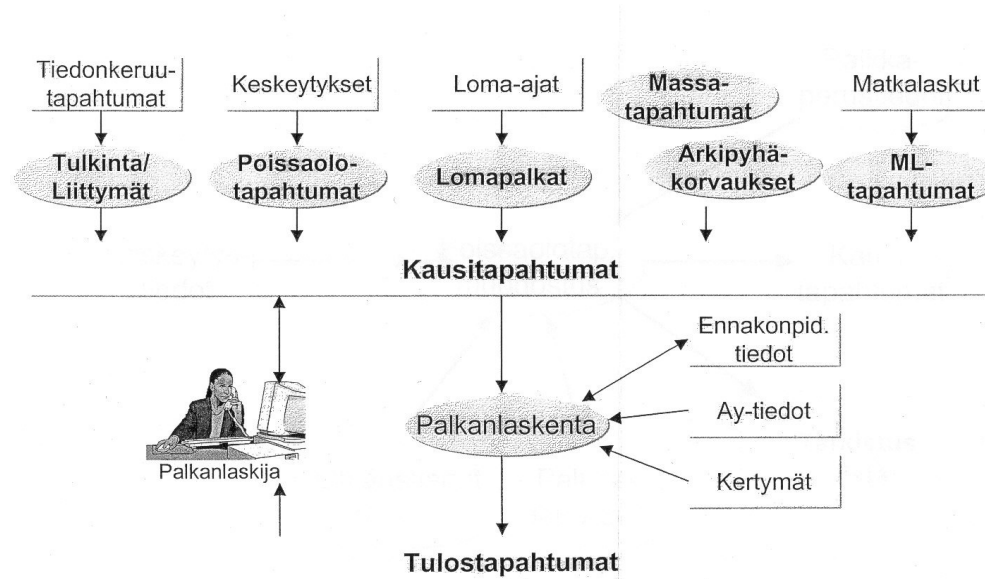 Tiedonkeruu-
tapahtumat
Keskeytykset
Loma-ajat
Massa-
tapahtumat
Matkalaskut
Tulkinta/
Liittymät
Poissaolo-
tapahtumat
Lomapalkat
Arkipyhä-
korvaukset
ML-
tapahtumat
Kausitapahtumat
Ennakonpid.
tiedot
Palkanlaskenta
Ay-tiedot
Palkanlaskija
Kertymät
Tulostapahtumat